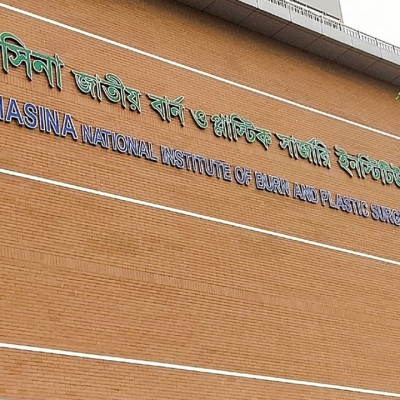 সিনা জাতীয় বার্ন ও প্লাস্টিক সার্জারি ইনস্টিটিউ
HASINA NATIONAL INSTITUTE OF BURN AND PLASTIC SURG